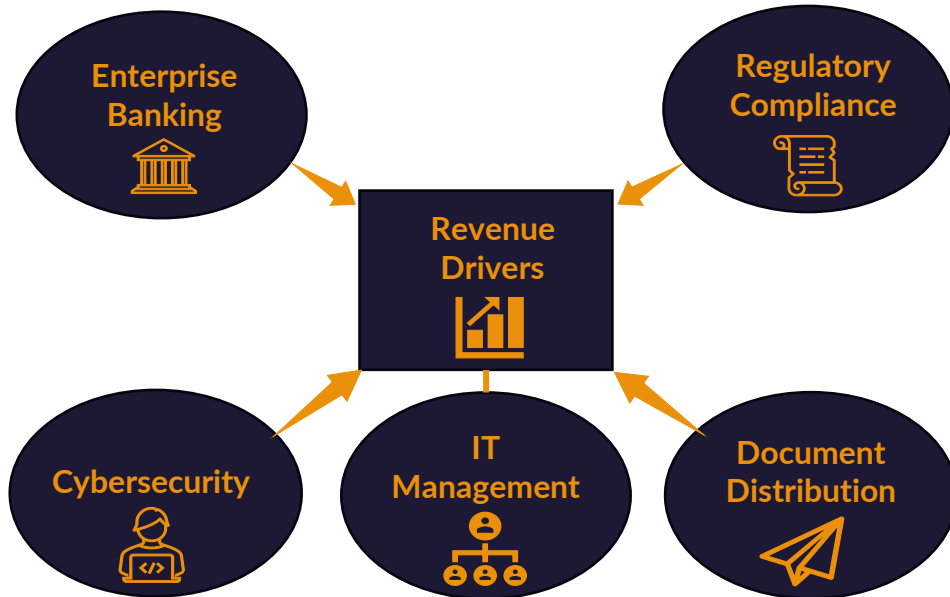 Enterprise
Banking
Regulatory
Compliance
Revenue
Drivers
Cybersecurity
</>
IT
Management
Document
Distribution